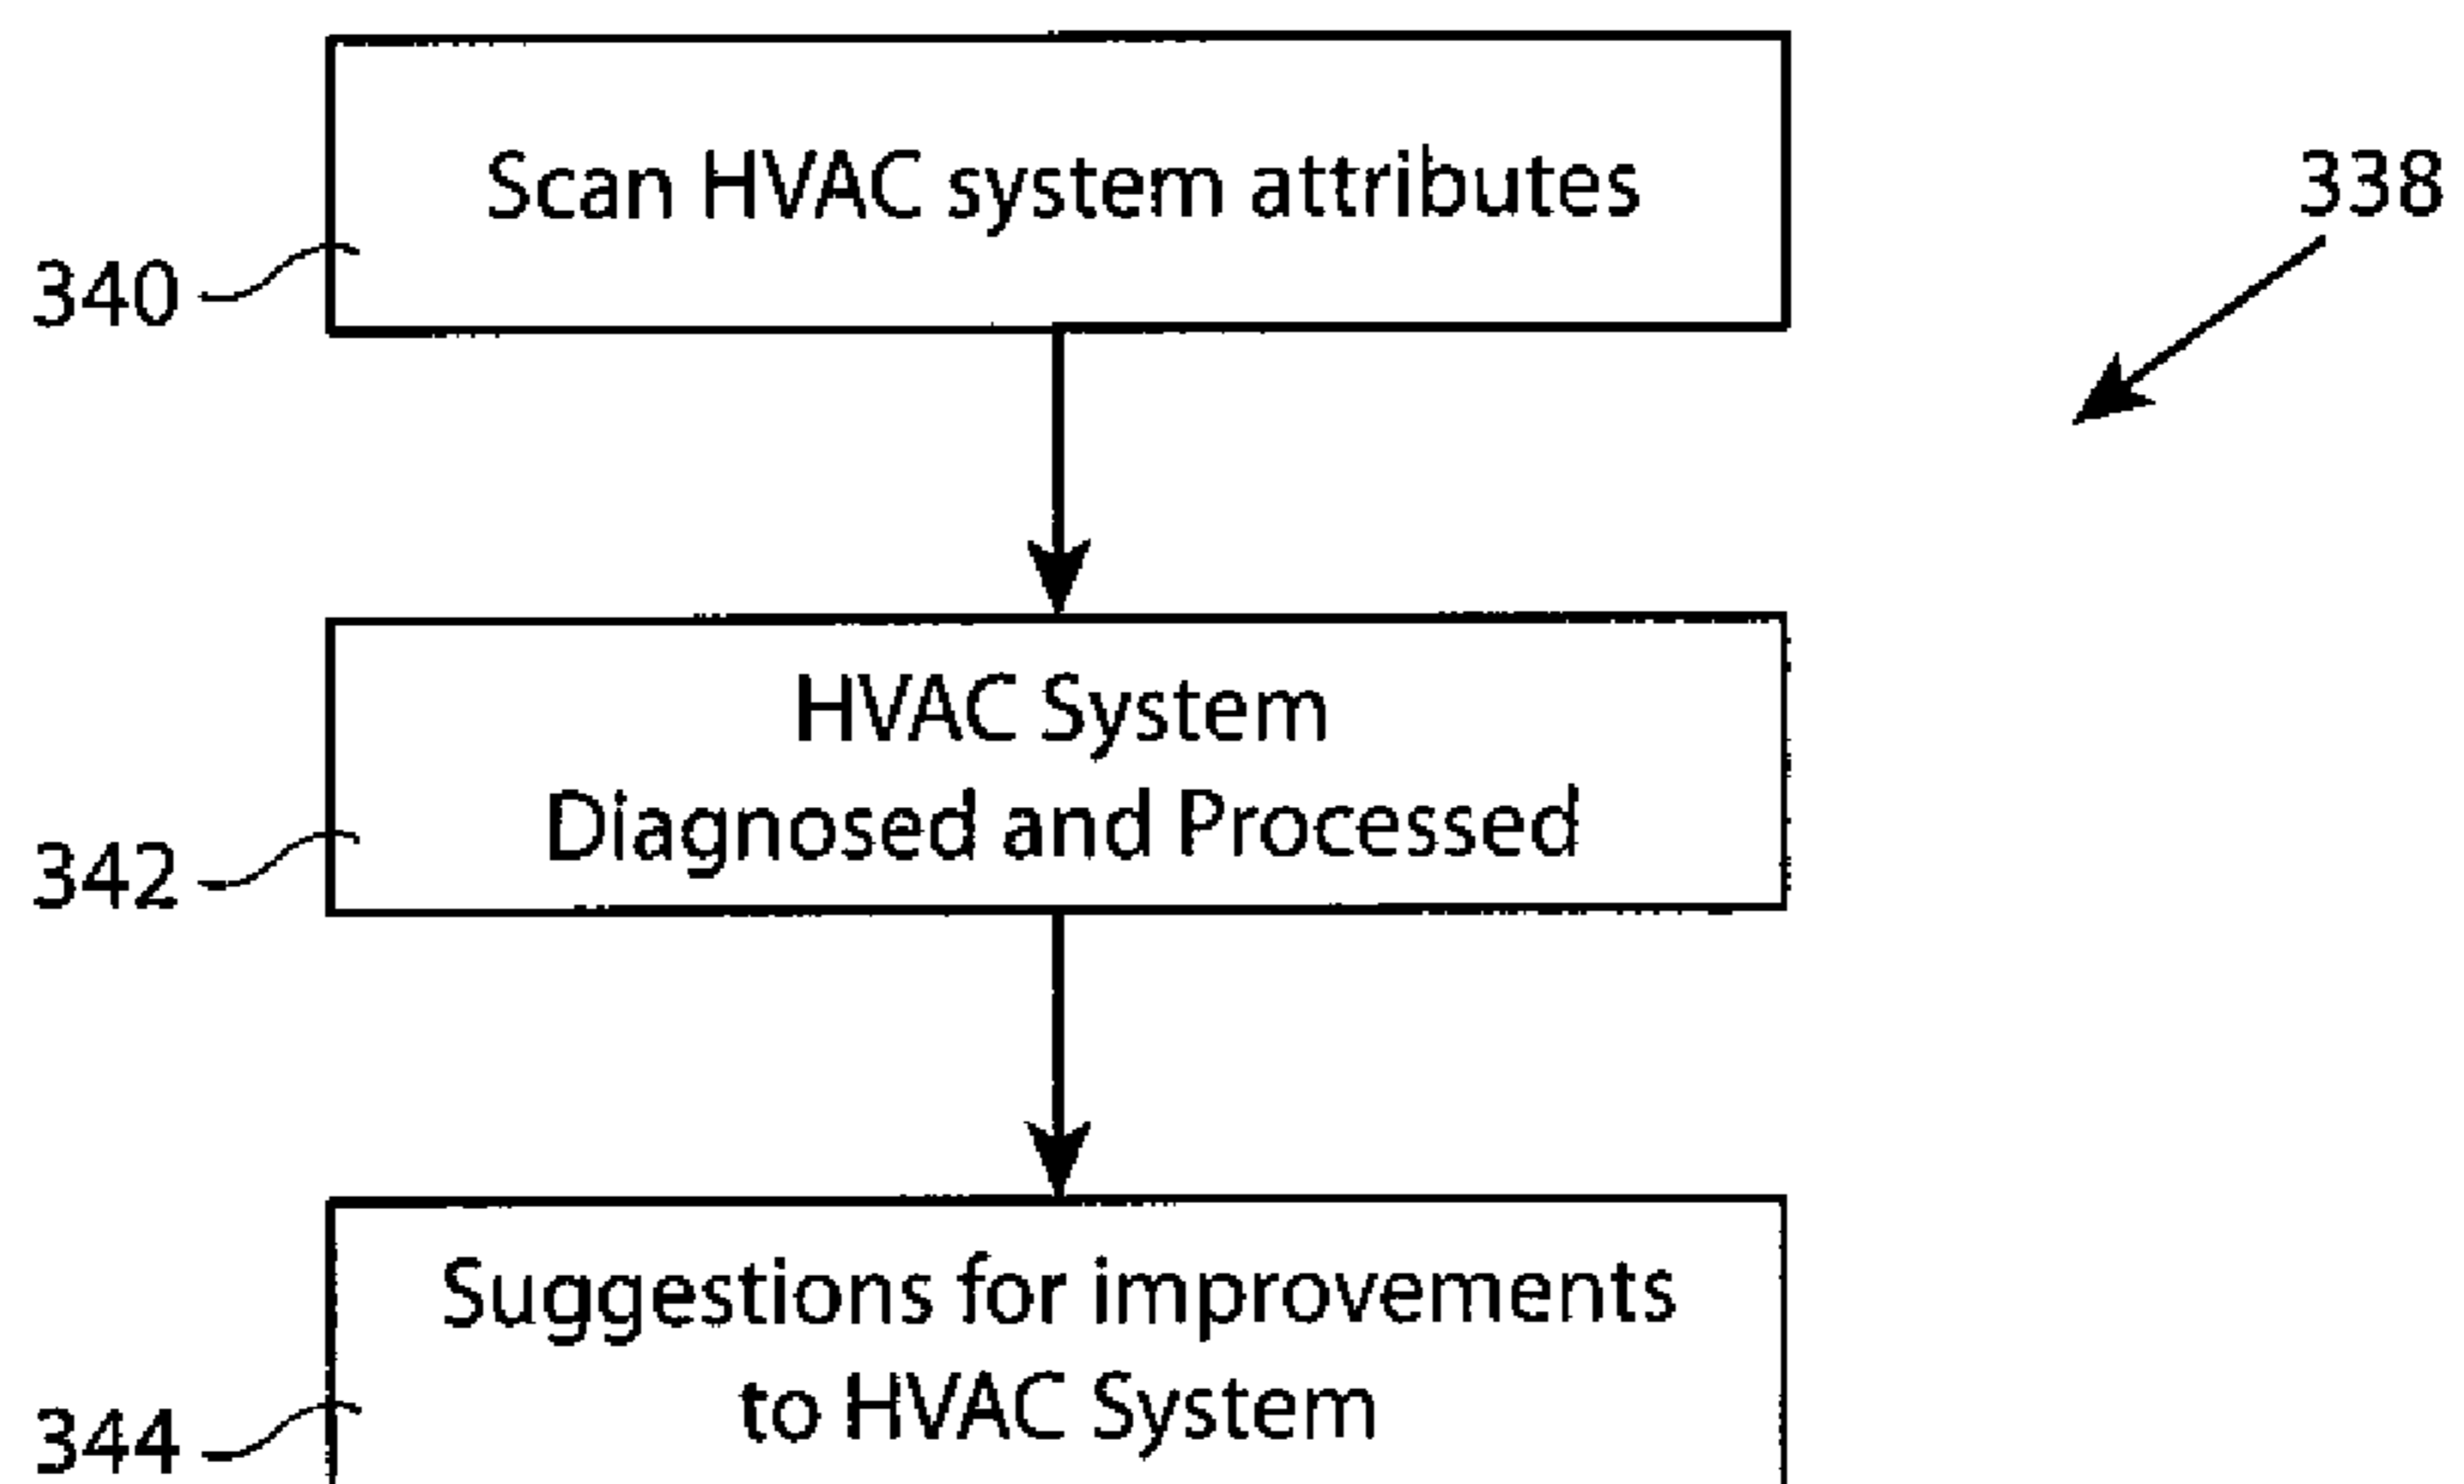 Scan HVAC system attributes
338
340
HVAC System
Diagnosed and Processed
342
Suggestions for improvements
to HVAC System
344